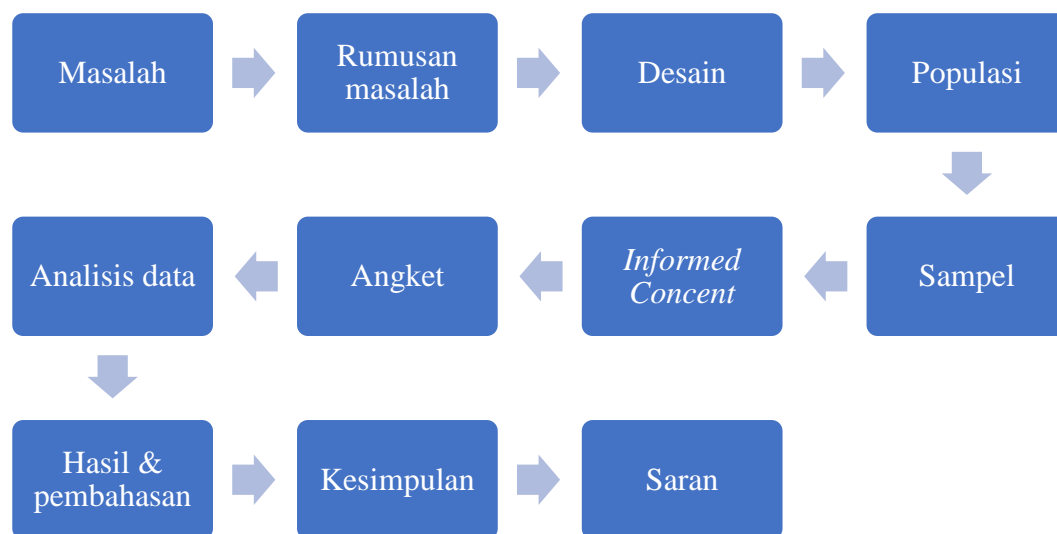 Masalah
Rumusan
masalah
Desain
Populasi
Sampel
Informed
Concent
Angket
Analisis data
Hasil &
pembahasan
Kesimpulan
Saran